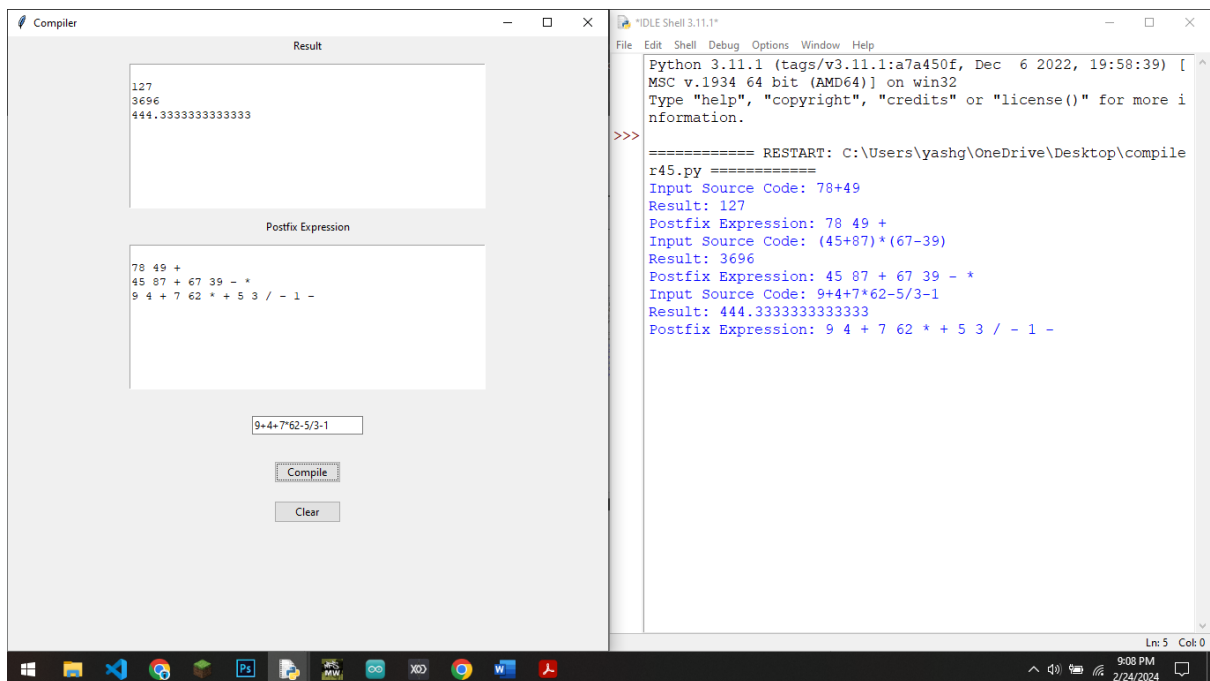 Compiler
Result
127
3696
444.3333333333333
Postfix Expression
78 49 +
45 87 + 67 39 - *
9 4 + 7 62 * + 5 3 / - 1 -
9+4+7*62-5/3-1
Compile
Clear
*IDLE Shell 3.11.1*
File Edit Shell Debug Options Window Help
Python 3.11.1 (tags/v3.11.1:a7a450f, Dec  6 2022, 19:58:39) [
MSC v.1934 64 bit (AMD64)] on win32
Type "help", "copyright", "credits" or "license()" for more i
nformation.
>>>
============ RESTART: C:\Users\yashg\OneDrive\Desktop\compile
r45.py ============
Input Source Code: 78+49
Result: 127
Postfix Expression: 78 49 +
Input Source Code: (45+87)*(67-39)
Result: 3696
Postfix Expression: 45 87 + 67 39 - *
Input Source Code: 9+4+7*62-5/3-1
Result: 444.3333333333333
Postfix Expression: 9 4 + 7 62 * + 5 3 / - 1 -
Ln: 5 Col: 0
Ps
W
9:08 PM
2/24/2024